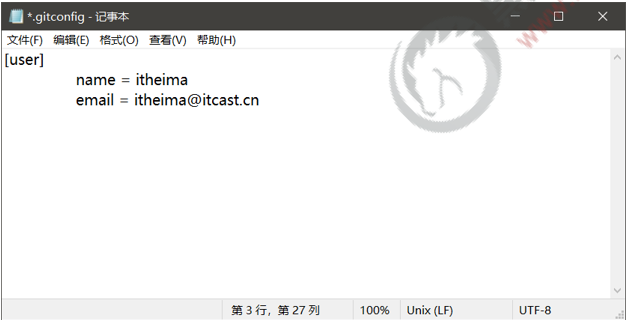 *.gitconfig - 记事本
文件(F) 编辑(E) 格式(O) 查看(V) 帮助(H)
[user]
name = itheima
email = itheima@itcast.cn
第 3 行，第 27 列 100% Unix (LF) UTF-8